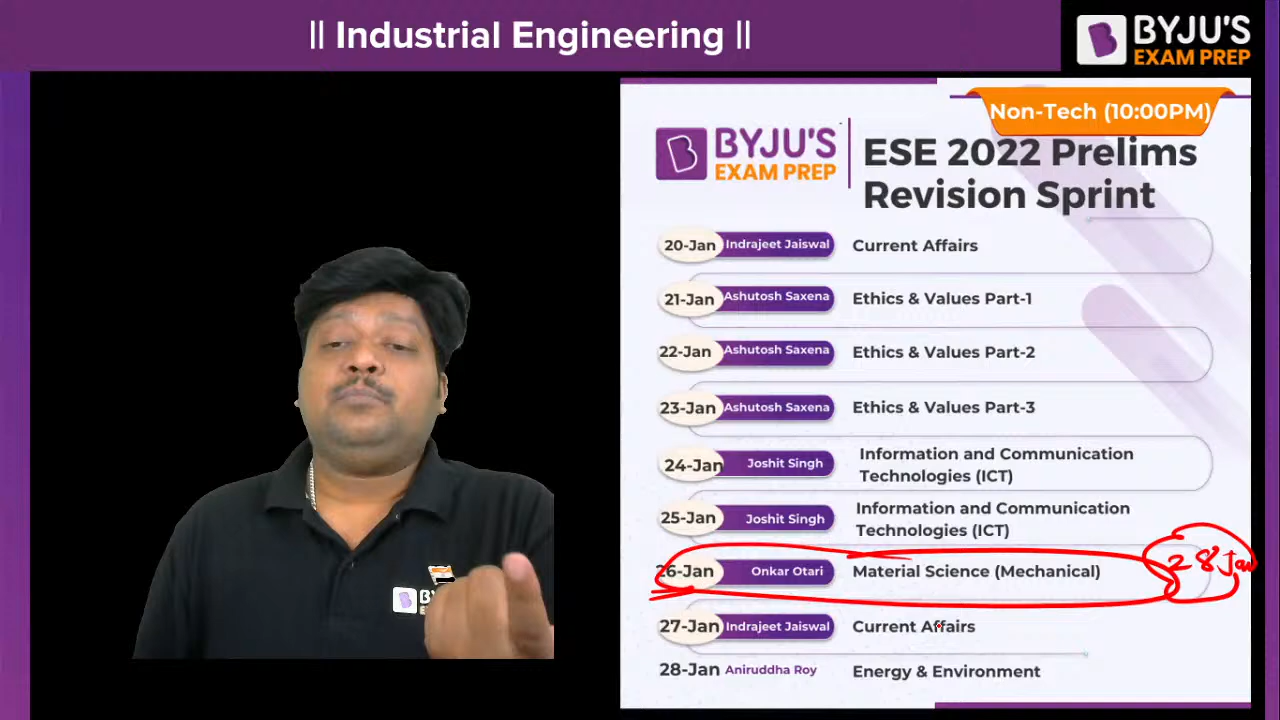 || Industrial Engineering ||
BYJU'S
EXAM PREP
Non-Tech (10:00PM)
BYJU'S
EXAM PREP
ESE 2022 Prelims
Revision Sprint
20-Jan Indrajeet Jaiswal Current Affairs
21-Jan Ashutosh Saxena Ethics & Values Part-1
22-Jan Ashutosh Saxena Ethics & Values Part-2
23-Jan Ashutosh Saxena Ethics & Values Part-3
24-Jan Joshit Singh Information and Communication
Technologies (ICT)
25-Jan Joshit Singh Information and Communication
Technologies (ICT)
26-Jan Onkar Otari Material Science (Mechanical) 28 Jan
27-Jan Indrajeet Jaiswal Current Affairs
28-Jan Aniruddha Roy Energy & Environment